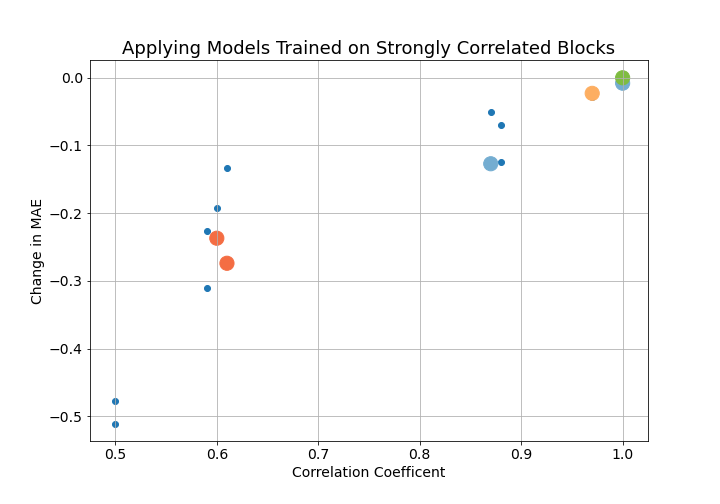 Applying Models Trained on Strongly Correlated Blocks
0.0
−0.1
−0.2
−0.3
−0.4
−0.5
Change in MAE
0.5 0.6 0.7 0.8 0.9 1.0
Correlation Coefficent